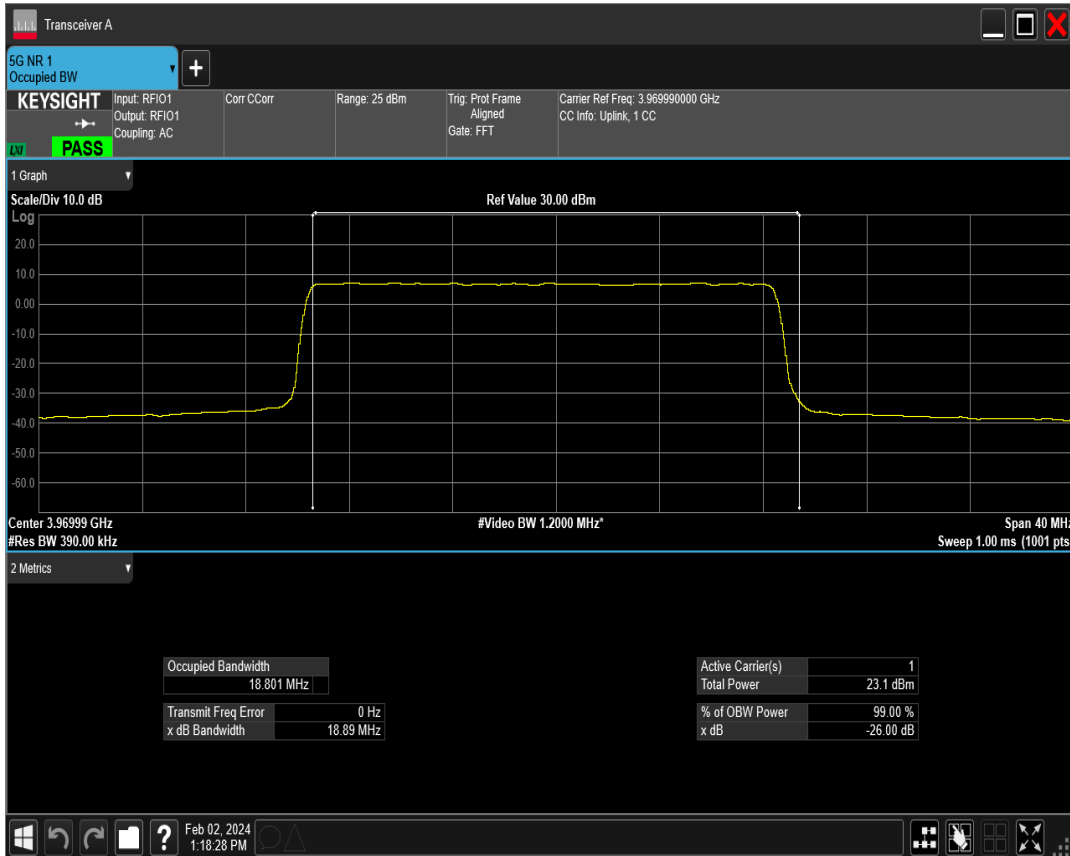 Transceiver A
5G NR 1
Occupied BW
KEYSIGHT
LXI
PASS
Input: RFIO1
Output: RFIO1
Coupling: AC
Corr CCorr
Range: 25 dBm
Trig: Prot Frame
Aligned
Gate: FFT
Carrier Ref Freq: 3.969990000 GHz
CC Info: Uplink, 1 CC
1 Graph
Scale/Div 10.0 dB
Ref Value 30.00 dBm
Log
20.0
10.0
0.00
-10.0
-20.0
-30.0
-40.0
-50.0
-60.0
Center 3.96999 GHz
#Video BW 1.2000 MHz*
Span 40 MHz
#Res BW 390.00 kHz
Sweep 1.00 ms (1001 pts
2 Metrics
Occupied Bandwidth
18.801 MHz
Transmit Freq Error 0 Hz
x dB Bandwidth 18.89 MHz
Active Carrier(s) 1
Total Power 23.1 dBm
% of OBW Power 99.00 %
x dB -26.00 dB
?
Feb 02, 2024
1:18:28 PM